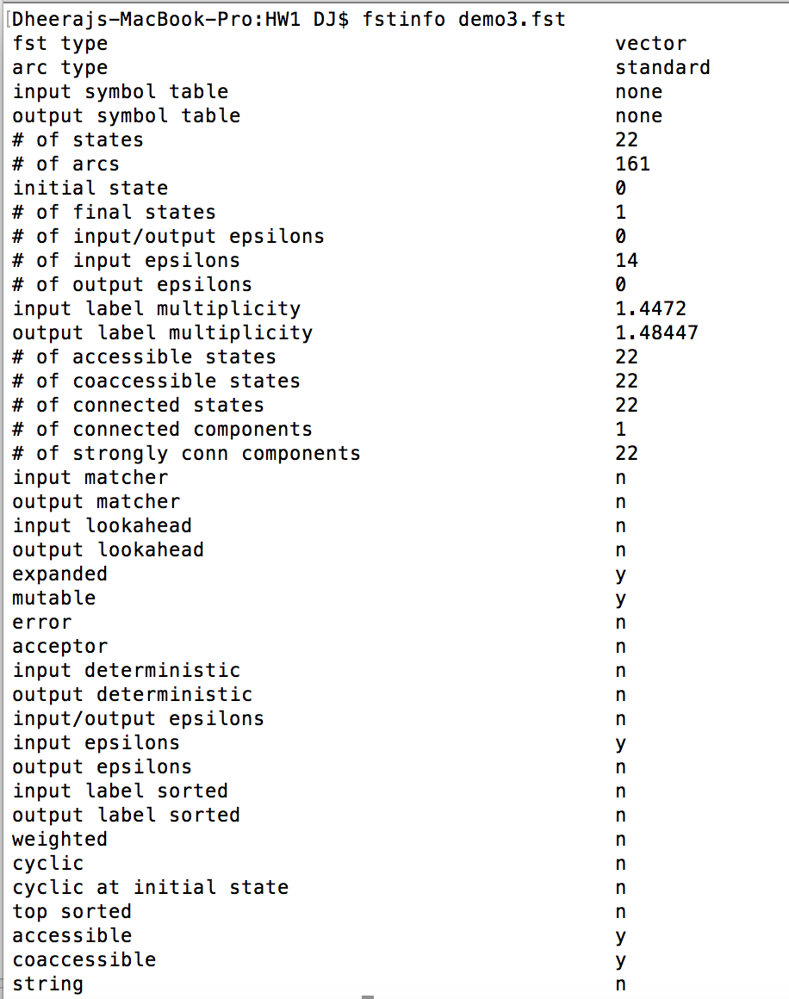 [Dheerajs-MacBook-Pro:HW1 DJ$ fstinfo demo3.fst
fst type vector
arc type standard
input symbol table none
output symbol table none
# of states 22
# of arcs 161
initial state 0
# of final states 1
# of input/output epsilons 0
# of input epsilons 14
# of output epsilons 0
input label multiplicity 1.4472
output label multiplicity 1.48447
# of accessible states 22
# of coaccessible states 22
# of connected states 22
# of connected components 1
# of strongly conn components 22
input matcher n
output matcher n
input lookahead n
output lookahead n
expanded y
mutable y
error n
acceptor n
input deterministic n
output deterministic n
input/output epsilons n
input epsilons y
output epsilons n
input label sorted n
output label sorted n
weighted n
cyclic n
cyclic at initial state n
top sorted n
accessible y
coaccessible y
string n